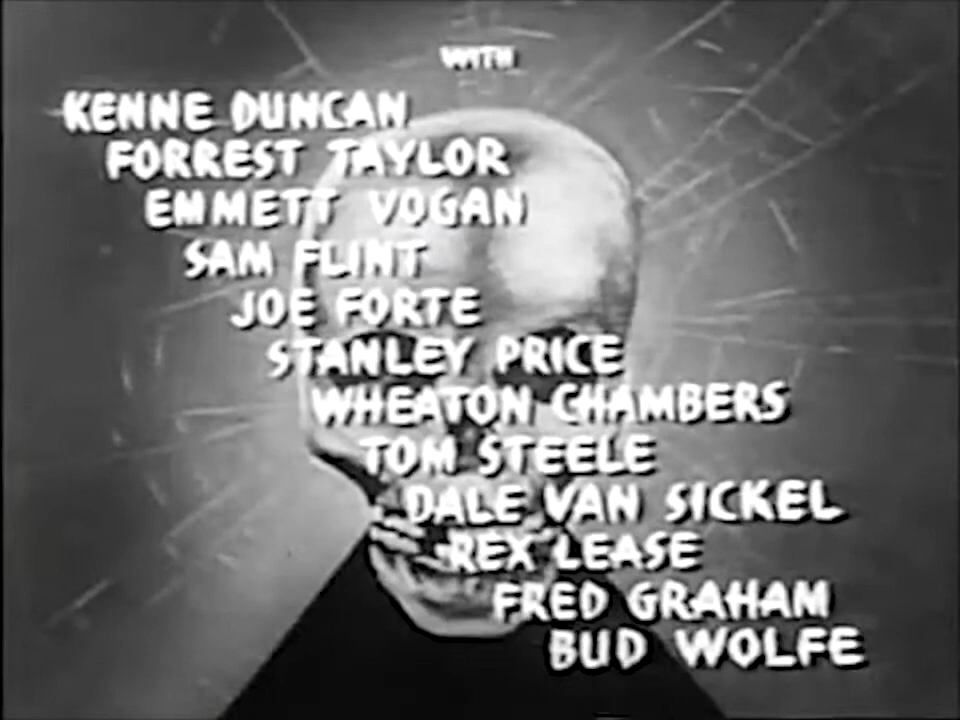 WITH
KENNE DUNCAN
FORREST TAYLOR
EMMETT VOGAN
SAM FLINT
JOE FORTE
STANLEY PRICE
WHEATON CHAMBERS
TOM STEELE
DALE VAN SICKEL
REX LEASE
FRED GRAHAM
BUD WOLFE